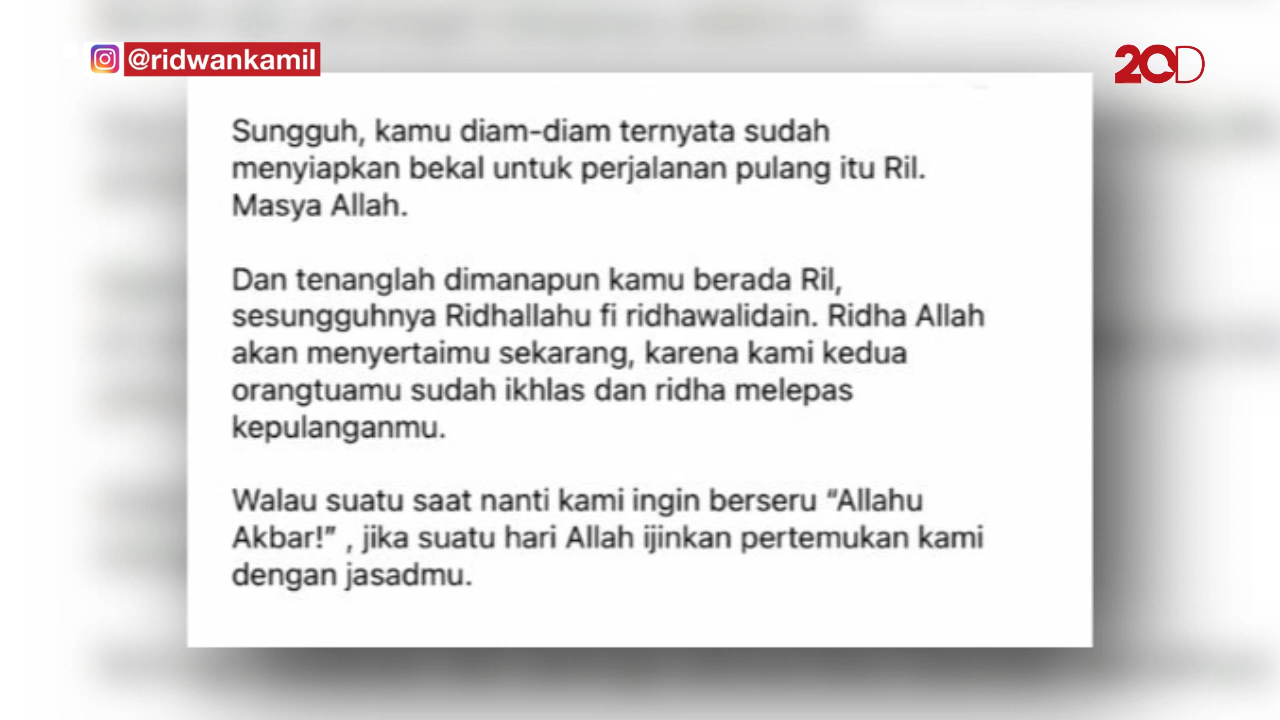 @ridwankamil
20D
Sungguh, kamu diam-diam ternyata sudah
menyiapkan bekal untuk perjalanan pulang itu Ril.
Masya Allah.
Dan tenanglah dimanapun kamu berada Ril,
sesungguhnya Ridhallahu fi ridhawalidain. Ridha Allah
akan menyertaimu sekarang, karena kami kedua
orangtuamu sudah ikhlas dan ridha melepas
kepulanganmu.
Walau suatu saat nanti kami ingin berseru “Allahu
Akbar!” , jika suatu hari Allah ijinkan pertemukan kami
dengan jasadmu.